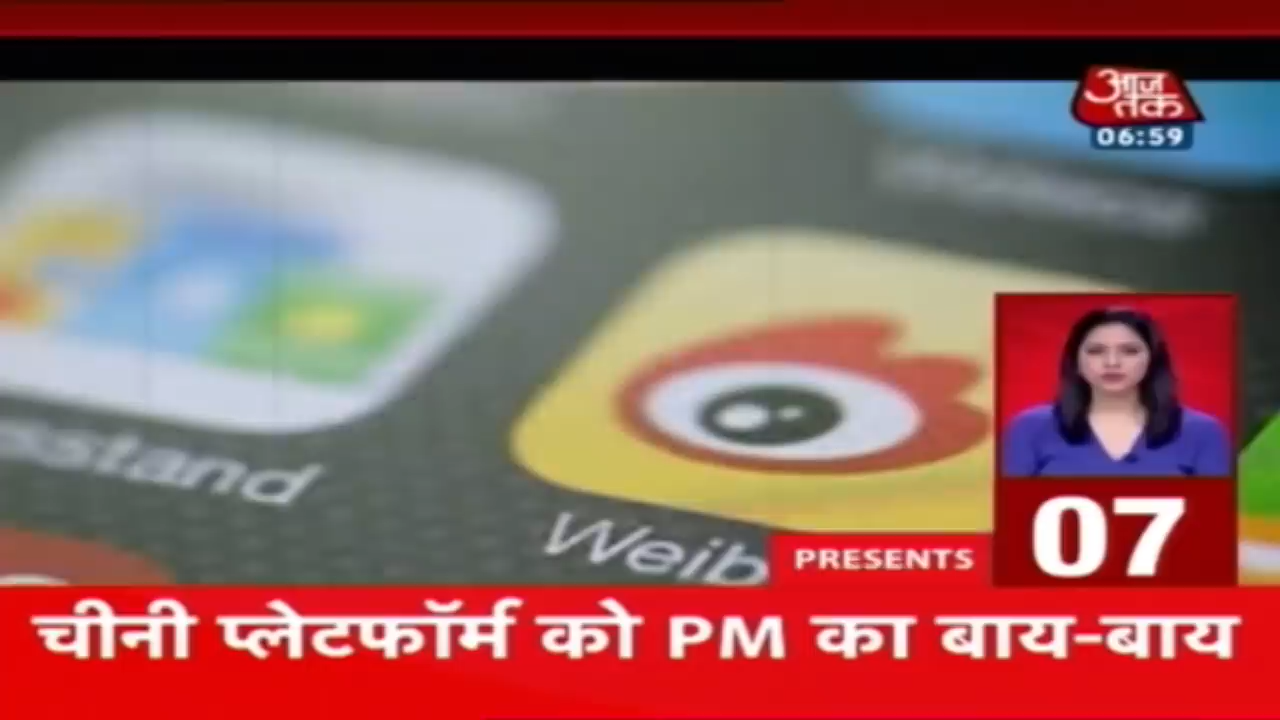 आज
तक
06:59
Weib
PRESENTS
07
चीनी प्लेटफॉर्म को PM का बाय-बाय